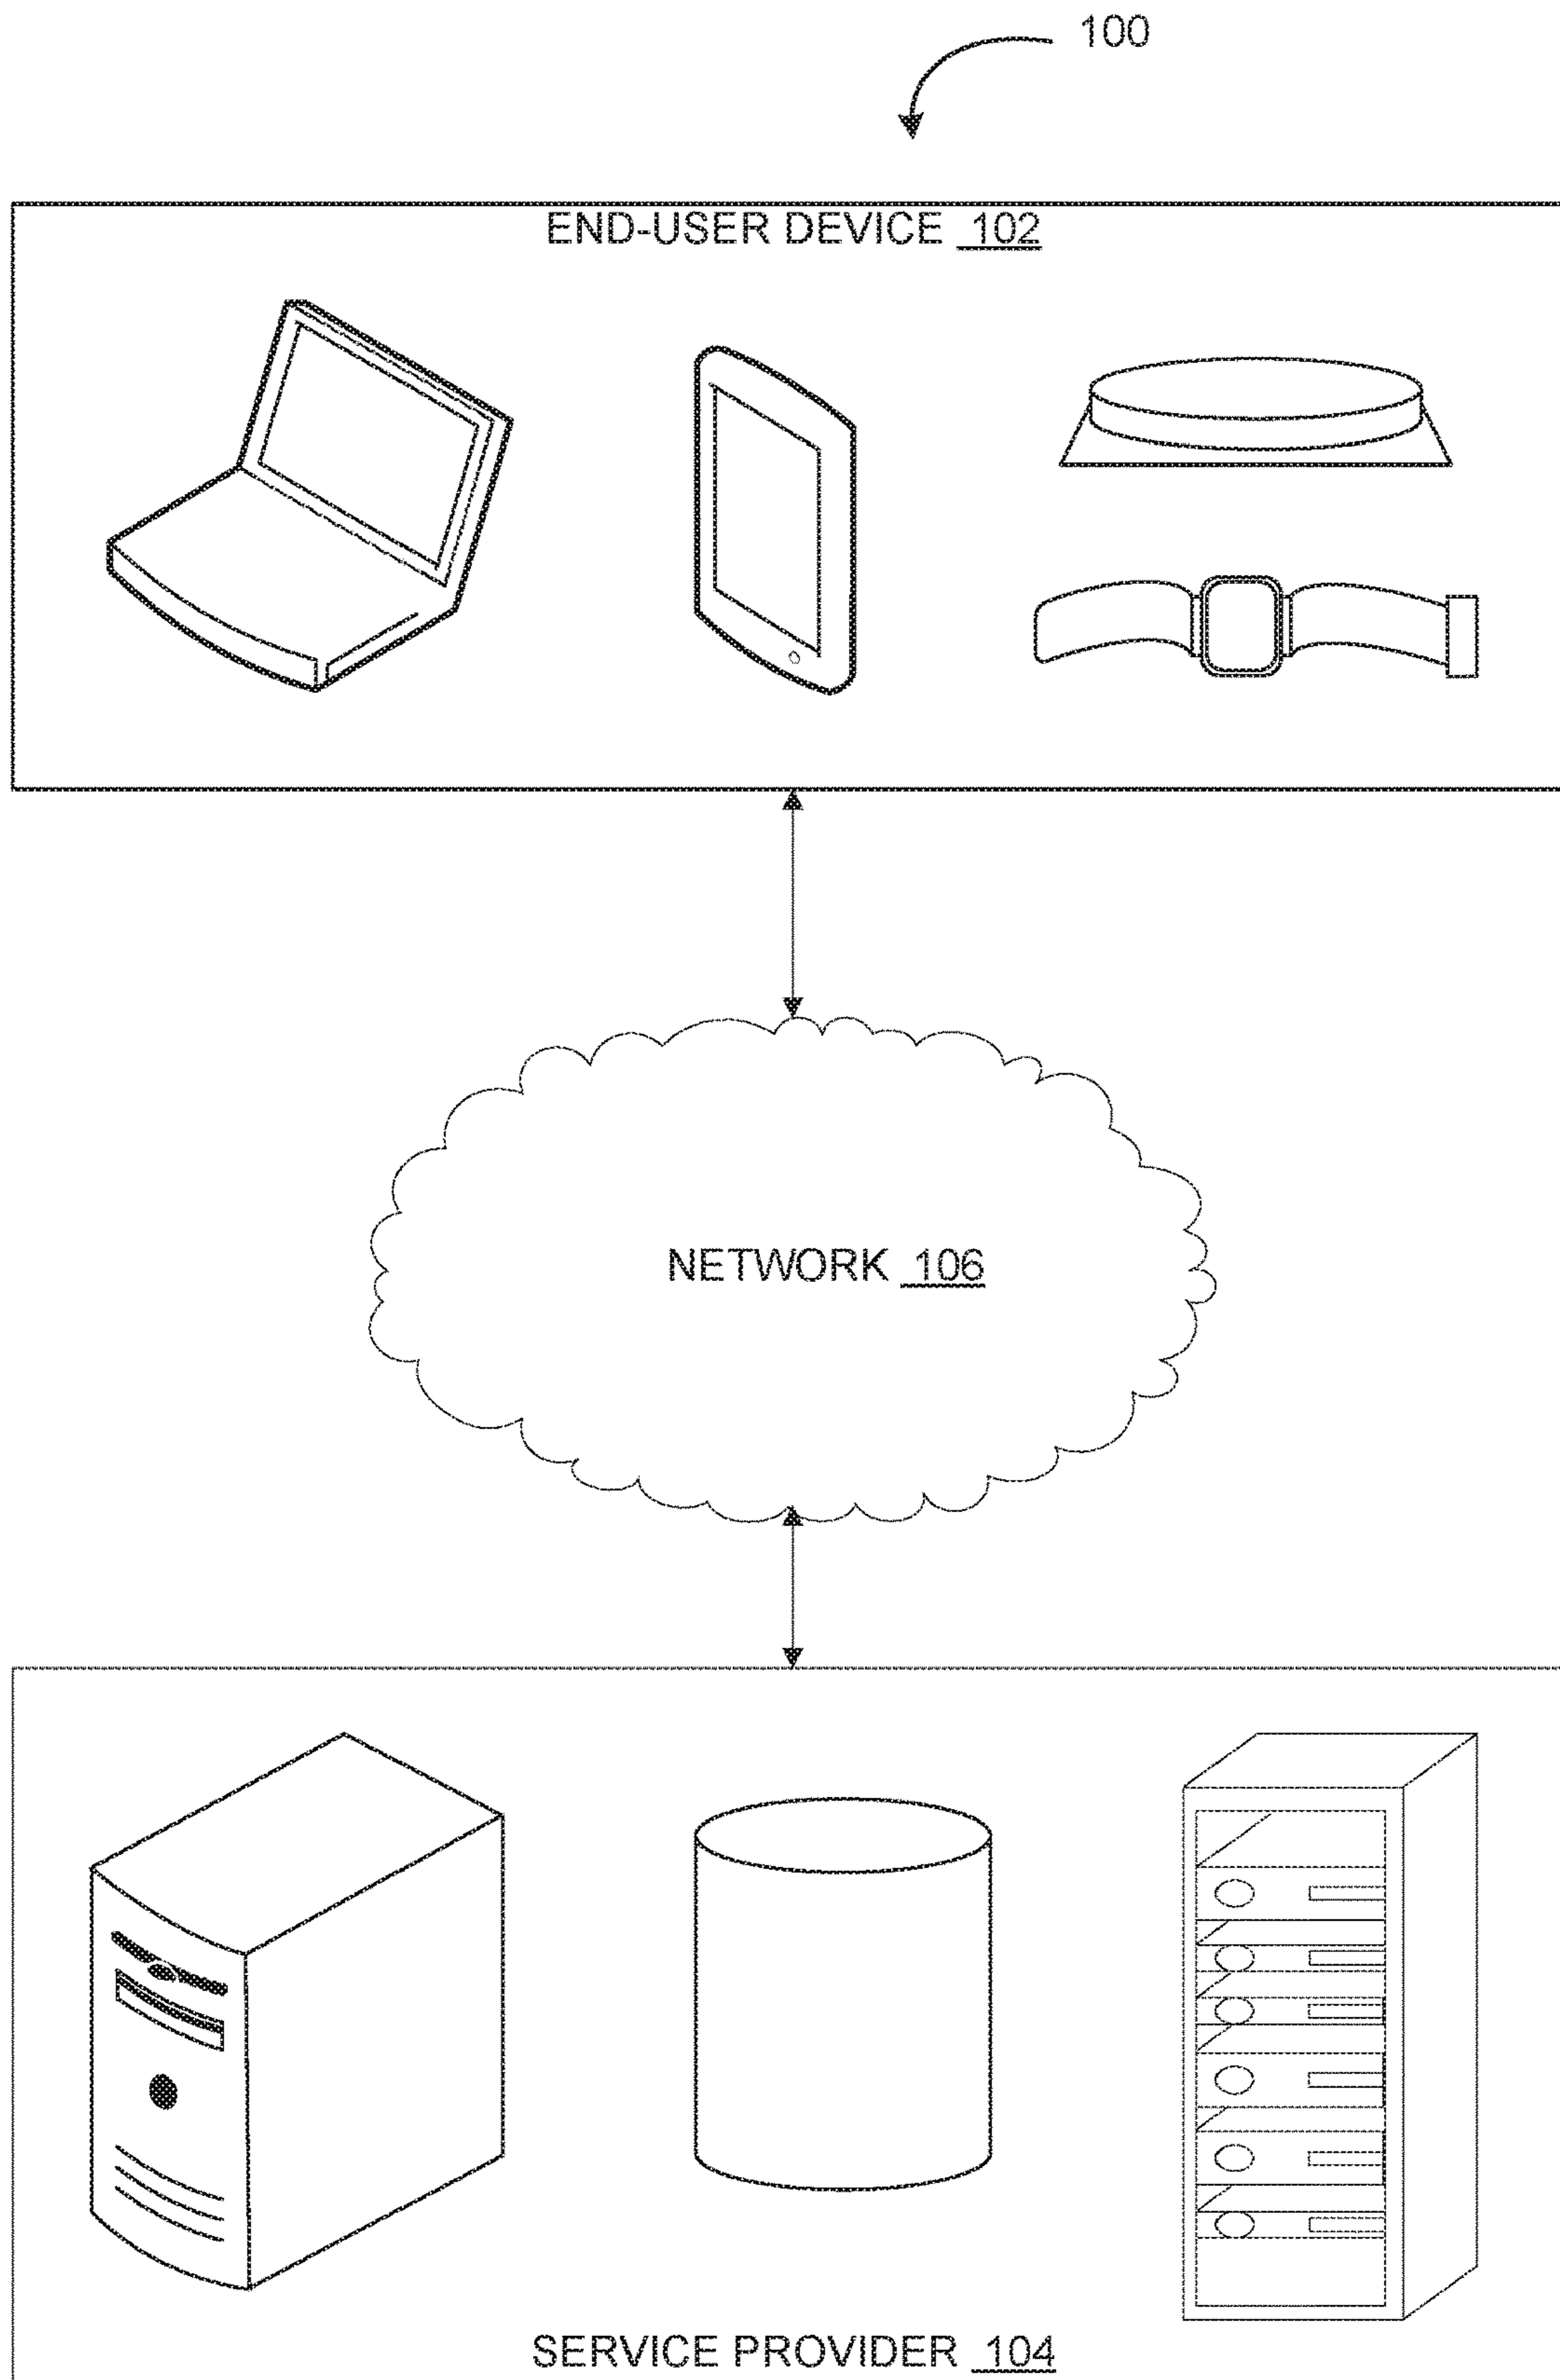 100
END-USER DEVICE 102
NETWORK 106
SERVICE PROVIDER 104